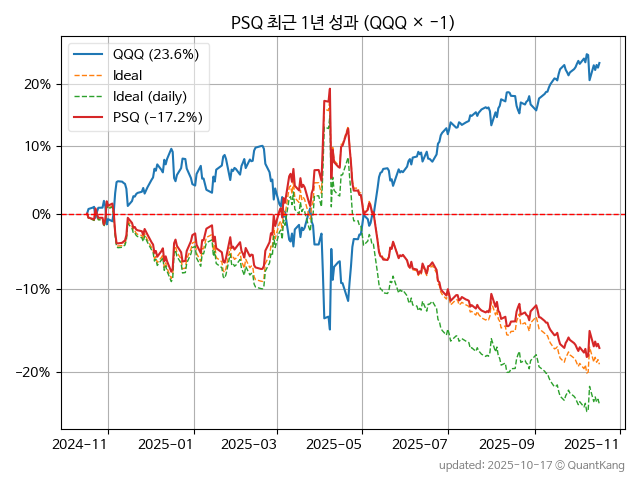 PSQ 최근 1년 성과 (QQQ × −1)
QQQ (23.6%)
Ideal
Ideal (daily)
PSQ (−17.2%)
20%
10%
0%
−10%
−20%
2024-11
2025-01
2025-03
2025-05
2025-07
2025-09
2025-11
updated: 2025-10-17 © QuantKang